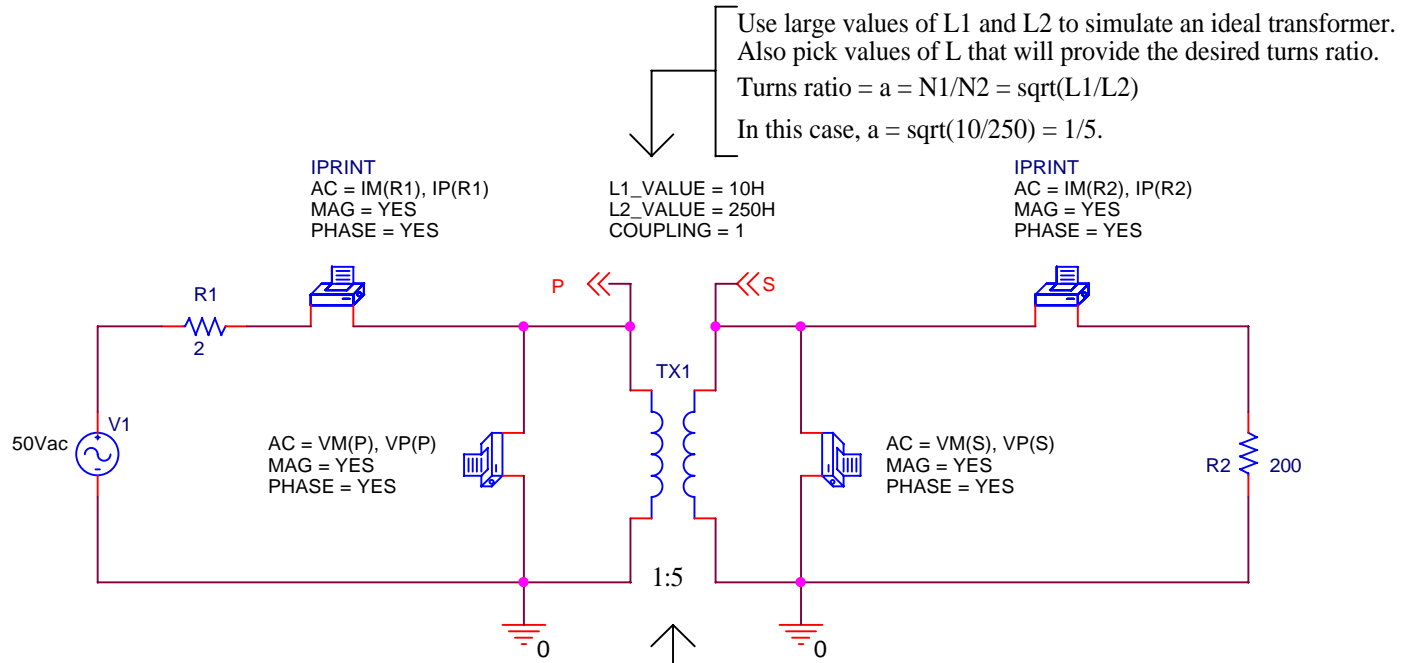 Use large values of L1 and L2 to simulate an ideal transformer.
Also pick values of L that will provide the desired turns ratio.
Turns ratio = a = N1/N2 = sqrt(L1/L2)
In this case, a = sqrt(10/250) = 1/5.
IPRINT
AC = IM(R1), IP(R1)
MAG = YES
PHASE = YES
L1_VALUE = 10H
L2_VALUE = 250H
COUPLING = 1
IPRINT
AC = IM(R2), IP(R2)
MAG = YES
PHASE = YES
P
S
R1
2
TX1
V1
50Vac
AC = VM(P), VP(P)
MAG = YES
PHASE = YES
AC = VM(S), VP(S)
MAG = YES
PHASE = YES
R2
200
1:5
0
0